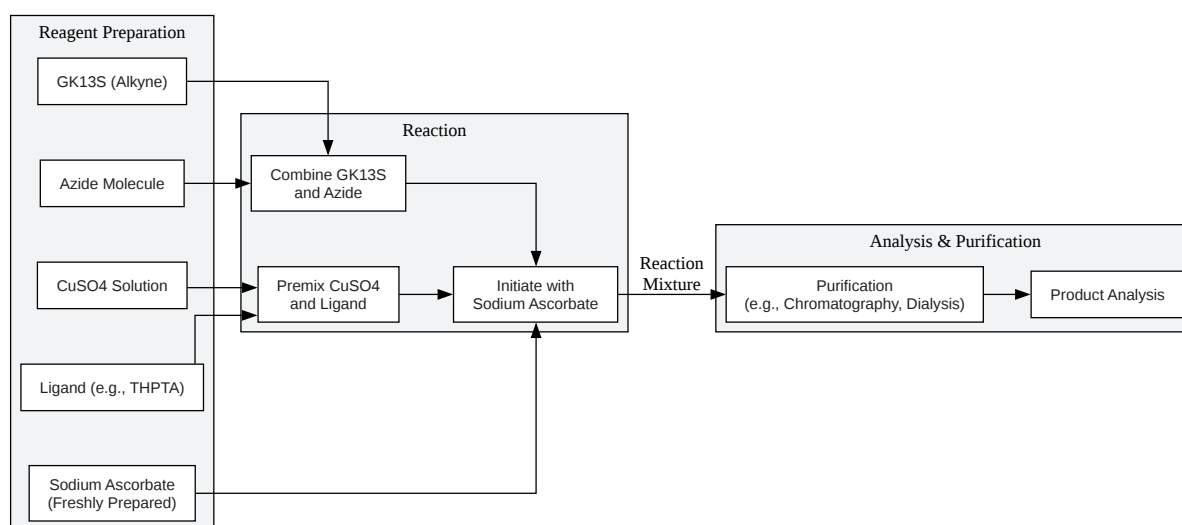 Reagent Preparation
GK13S (Alkyne)
Azide Molecule
CuSO4 Solution
Ligand (e.g., THPTA)
Sodium Ascorbate
(Freshly Prepared)
Reaction
Combine GK13S
and Azide
Premix CuSO4
and Ligand
Initiate with
Sodium Ascorbate
Reaction
Mixture
Analysis & Purification
Purification
(e.g., Chromatography, Dialysis)
Product Analysis